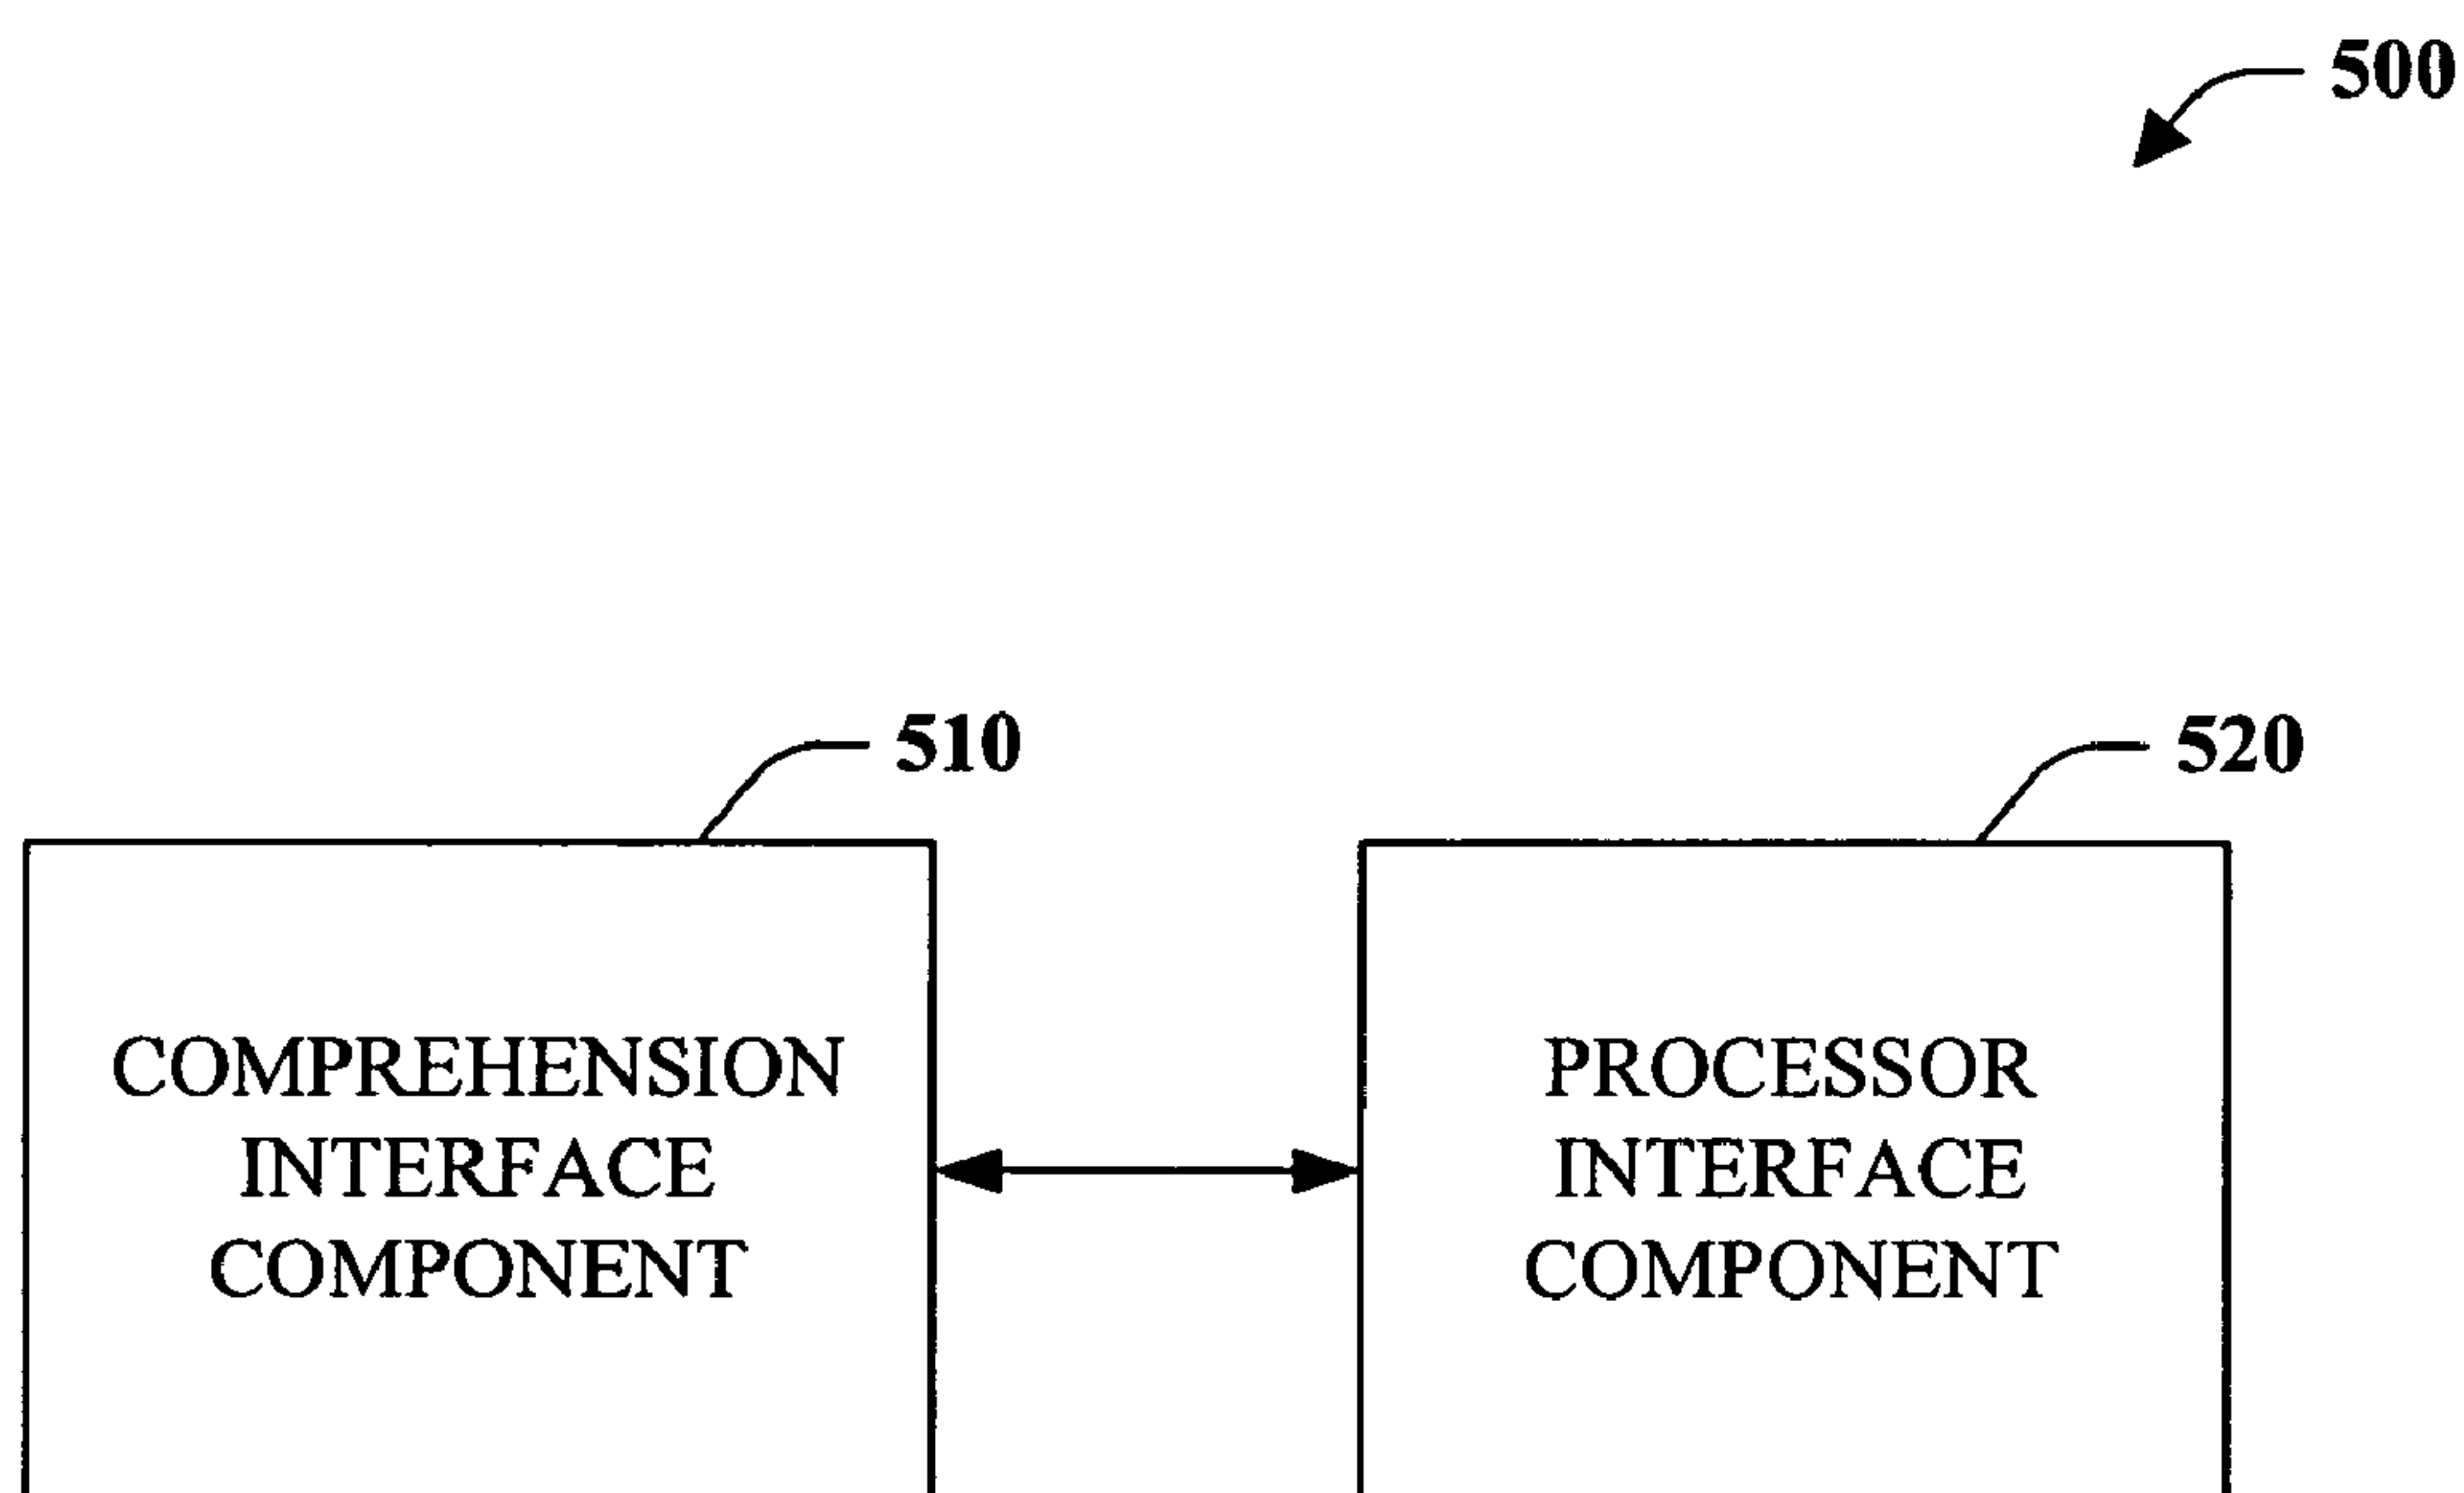 500
510
520
COMPREHENSION
INTERFACE
COMPONENT
PROCESSOR
INTERFACE
COMPONENT